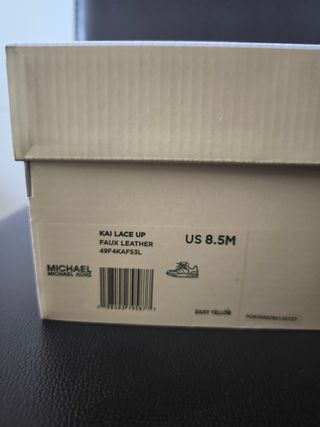 KAI LACE UP
FAUX LEATHER
49F4KAFS3L
US 8.5M
MICHAEL
MICHAEL KORS
DAISY YELLOW